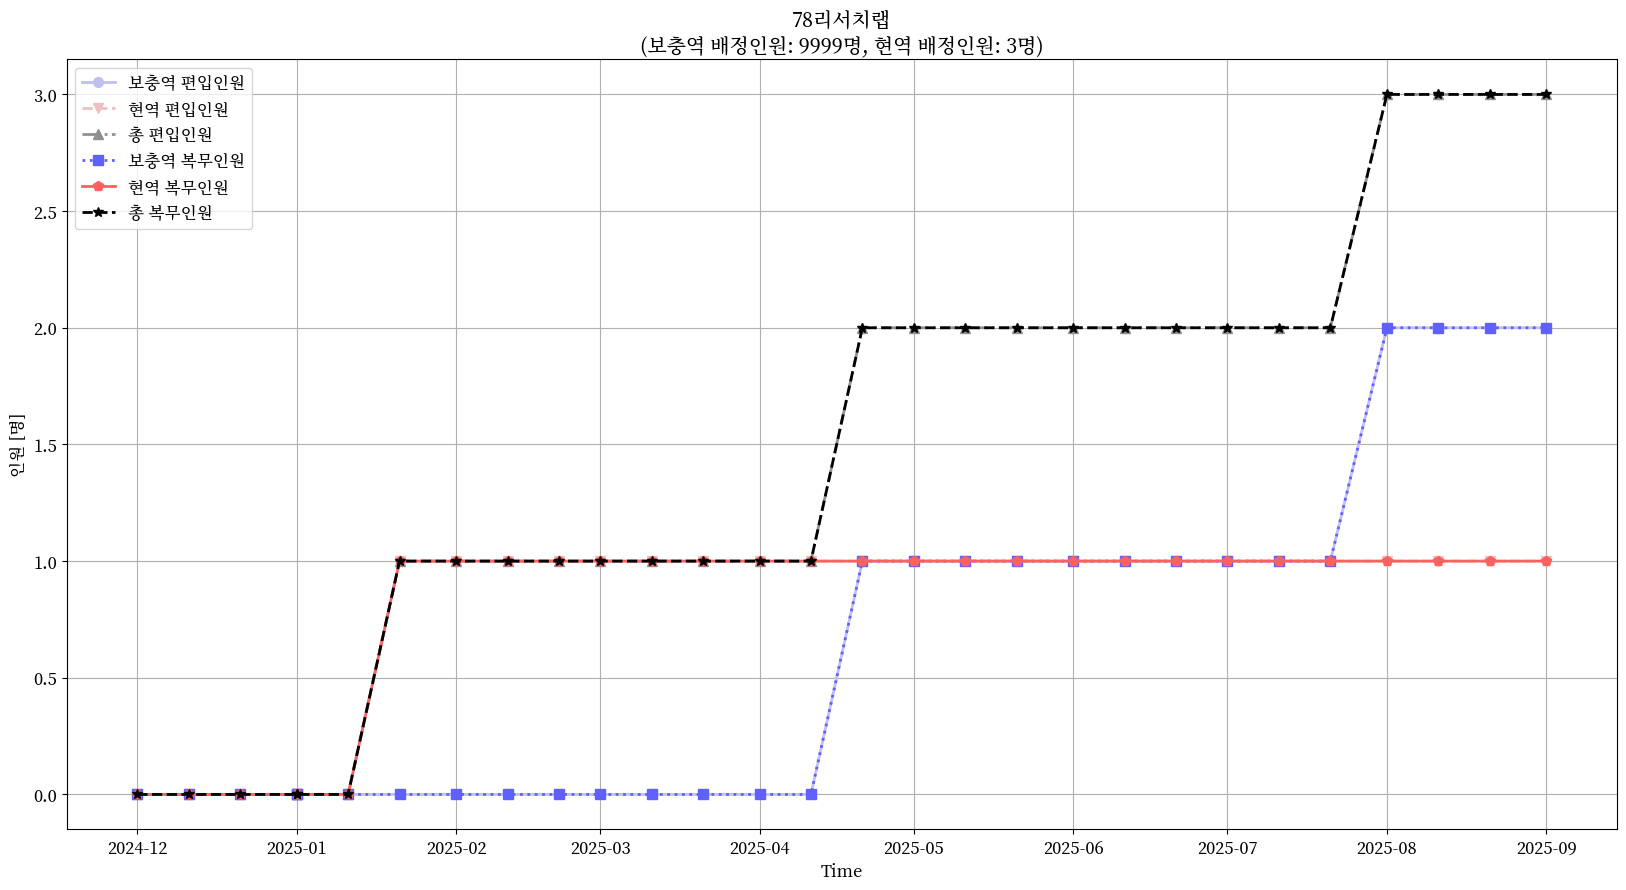 78리서치랩
(보충역 배정인원: 9999명, 현역 배정인원: 3명)
보충역 편입인원
현역 편입인원
총 편입인원
보충역 복무인원
현역 복무인원
총 복무인원
3.0
2.5
2.0
1.5
1.0
0.5
0.0
인원 [명]
2024-12 2025-01 2025-02 2025-03 2025-04 2025-05 2025-06 2025-07 2025-08 2025-09
Time